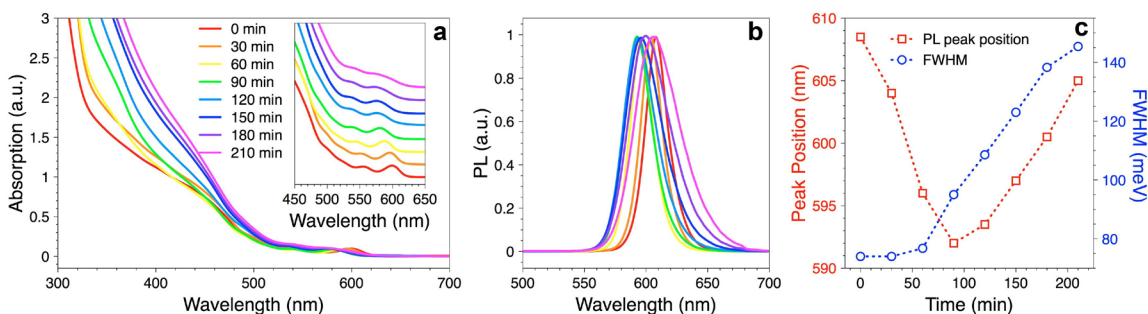 a
3
2.5
2
1.5
1
0.5
0
Absorption (a.u.)
300
400
500
600
700
Wavelength (nm)
0 min
30 min
60 min
90 min
120 min
150 min
180 min
210 min
450
500
550
600
650
Wavelength (nm)
b
1
0.8
0.6
0.4
0.2
0
PL (a.u.)
500
550
600
650
700
Wavelength (nm)
c
610
605
600
595
590
Peak Position (nm)
PL peak position
FWHM
0
50
100
150
200
Time (min)
140
120
100
80
FWHM (meV)